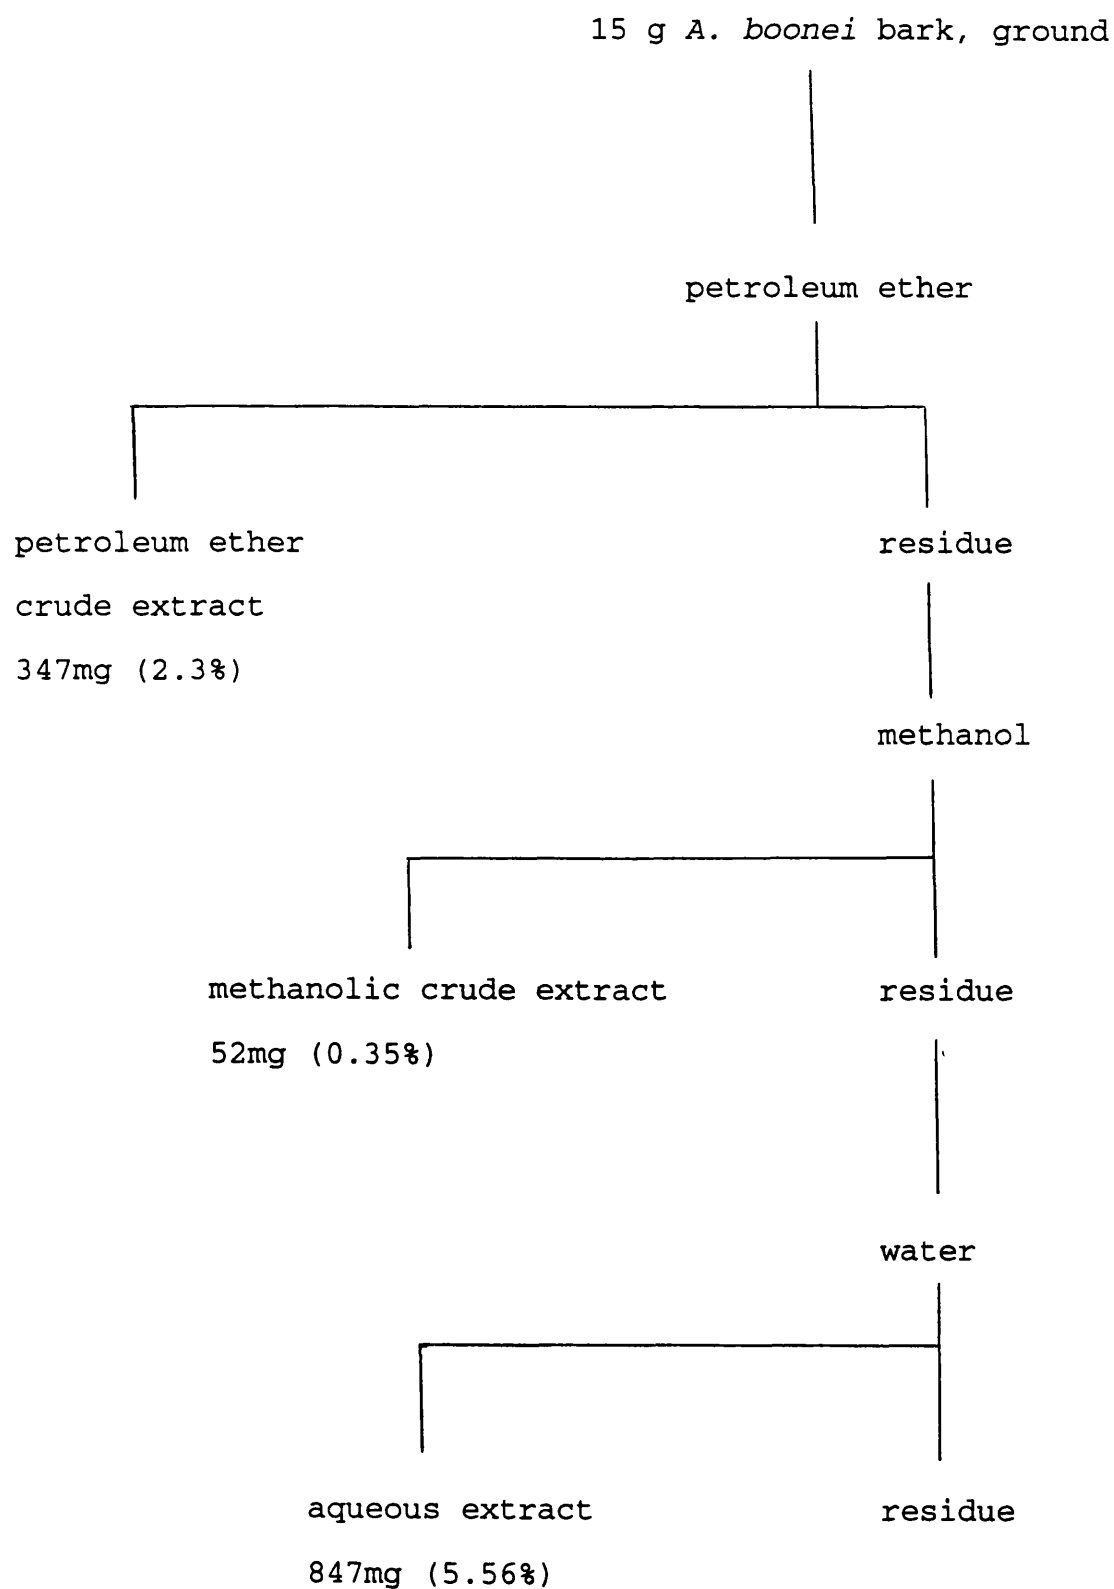 15 g A. boonei bark, ground
petroleum ether
petroleum ether
crude extract
347mg (2.3%)
residue
methanol
methanolic crude extract
52mg (0.35%)
residue
water
aqueous extract
847mg (5.56%)
residue